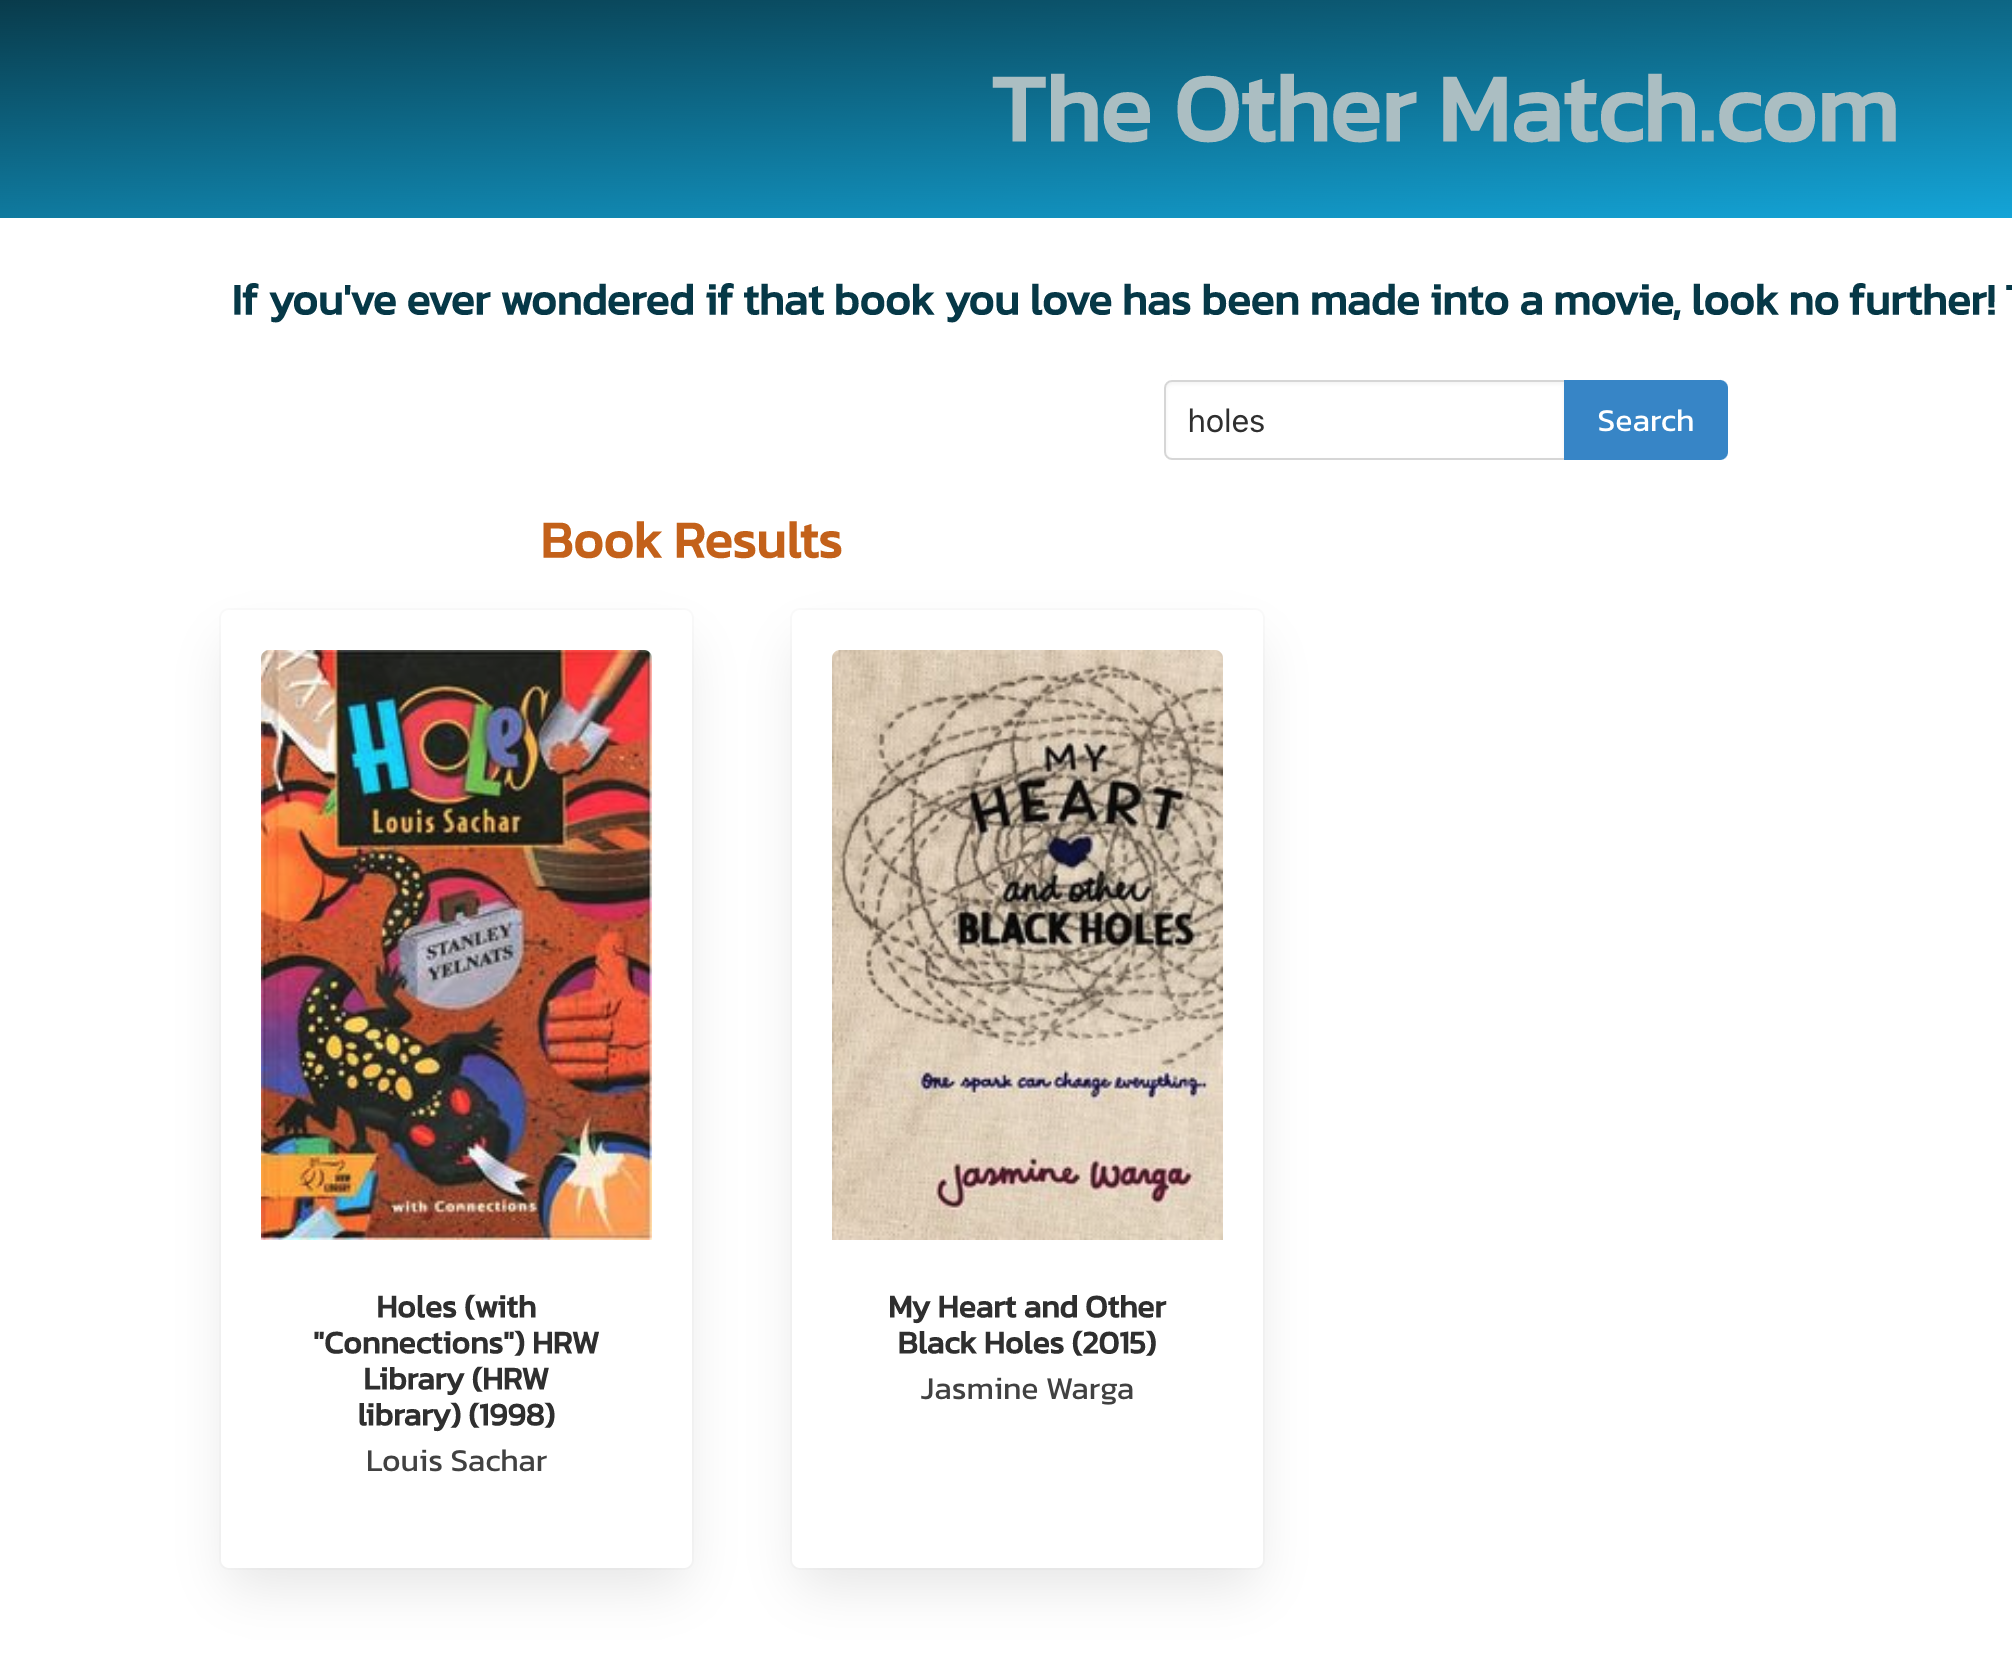 The Other Match.com
If you've ever wondered if that book you love has been made into a movie, look no further!
holes
Search
Book Results
HOLeS
Louis Sachar
STANLEY
YELNATS
HRW
LIBRARY
with Connections
Holes (with
"Connections") HRW
Library (HRW
library) (1998)
Louis Sachar
MY
HEART
and other
BLACK HOLES
One spark can change everything..
Jasmine Warga
My Heart and Other
Black Holes (2015)
Jasmine Warga